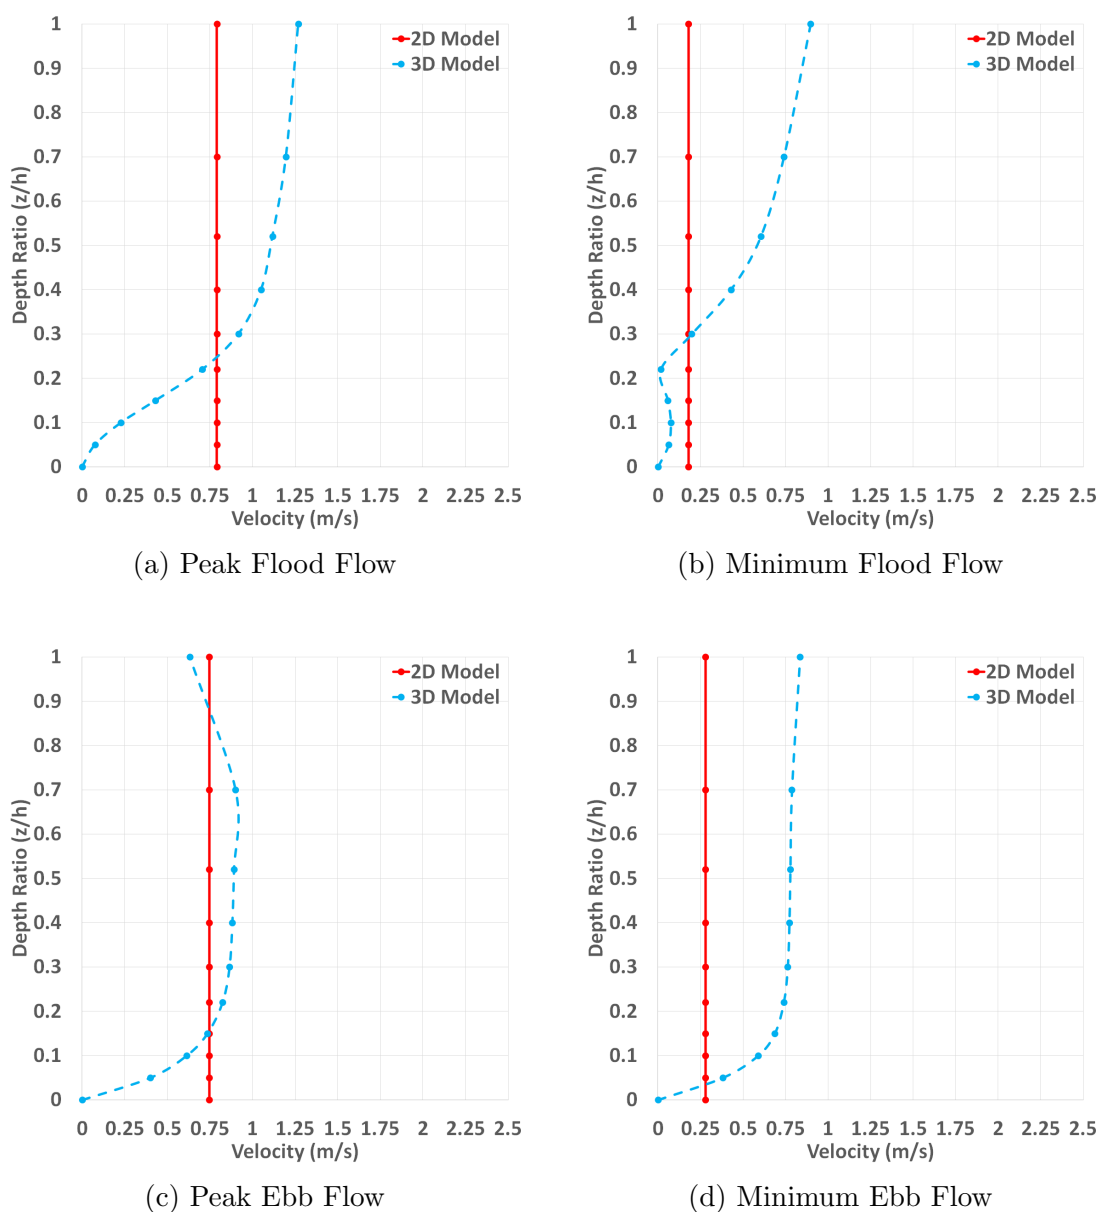 1
0.9
0.8
0.7
0.6
0.5
0.4
0.3
0.2
0.1
0
Depth Ratio (z/h)
2D Model
3D Model
0 0.25 0.5 0.75 1 1.25 1.5 1.75 2 2.25 2.5
Velocity (m/s)
(a) Peak Flood Flow
1
0.9
0.8
0.7
0.6
0.5
0.4
0.3
0.2
0.1
0
Depth Ratio (z/h)
2D Model
3D Model
0 0.25 0.5 0.75 1 1.25 1.5 1.75 2 2.25 2.5
Velocity (m/s)
(b) Minimum Flood Flow
1
0.9
0.8
0.7
0.6
0.5
0.4
0.3
0.2
0.1
0
Depth Ratio (z/h)
2D Model
3D Model
0 0.25 0.5 0.75 1 1.25 1.5 1.75 2 2.25 2.5
Velocity (m/s)
(c) Peak Ebb Flow
1
0.9
0.8
0.7
0.6
0.5
0.4
0.3
0.2
0.1
0
Depth Ratio (z/h)
2D Model
3D Model
0 0.25 0.5 0.75 1 1.25 1.5 1.75 2 2.25 2.5
Velocity (m/s)
(d) Minimum Ebb Flow